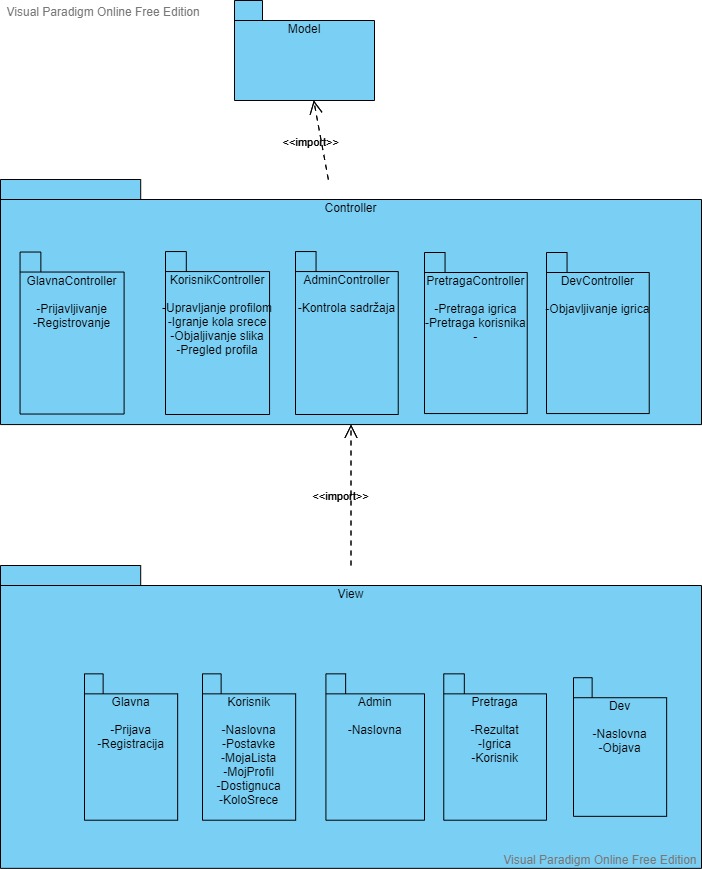 Visual Paradigm Online Free Edition
Model
<<import>>
Controller
GlavnaController
-Prijavljivanje
-Registrovanje
KorisnikController
-Upravljanje profilom
-Igranje kola srece
-Objaljivanje slika
-Pregled profila
AdminController
-Kontrola sadržaja
PretragaController
-Pretraga igrica
-Pretraga korisnika
-
DevController
-Objavljivanje igrica
<<import>>
View
Glavna
-Prijava
-Registracija
Korisnik
-Naslovna
-Postavke
-MojaLista
-MojProfil
-Dostignuca
-KoloSrece
Admin
-Naslovna
Pretraga
-Rezultat
-Igrica
-Korisnik
Dev
-Naslovna
-Objava
Visual Paradigm Online Free Edition